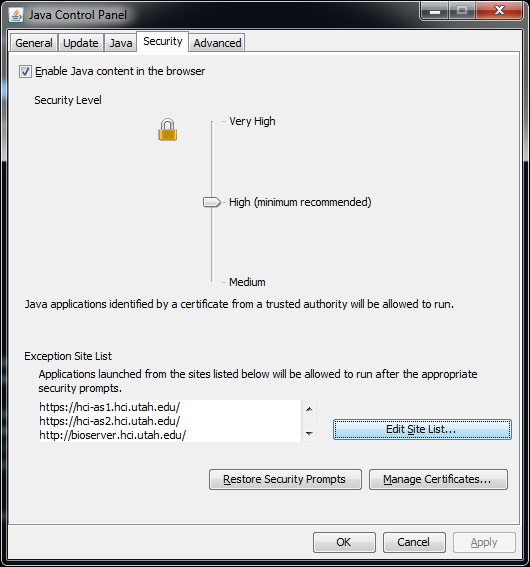 Java Control Panel
General Update Java Security Advanced
Enable Java content in the browser
Security Level
Very High
High (minimum recommended)
Medium
Java applications identified by a certificate from a trusted authority will be allowed to run.
Exception Site List
Applications launched from the sites listed below will be allowed to run after the appropriate
security prompts.
https://hci-as1.hci.utah.edu/
https://hci-as2.hci.utah.edu/
http://bioserver.hci.utah.edu/
Edit Site List...
Restore Security Prompts Manage Certificates...
OK Cancel Apply